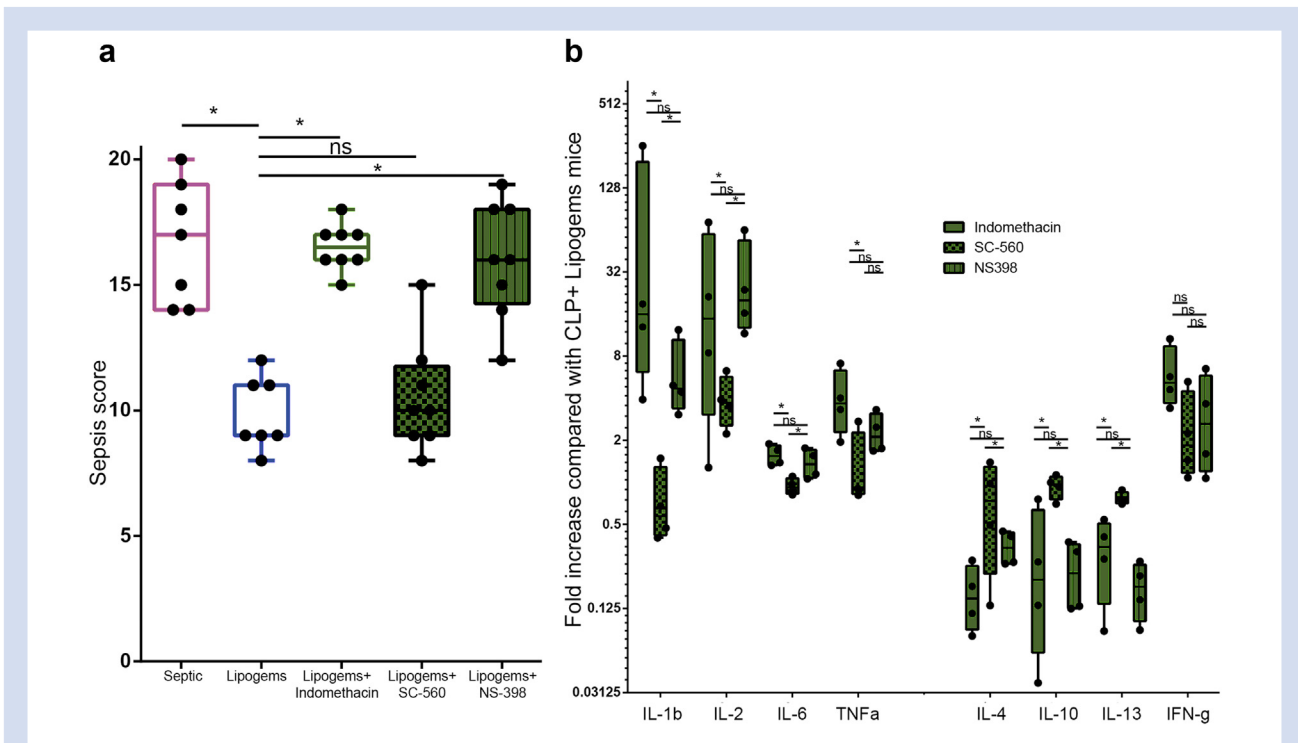 a
*
*
ns
*
Sepsis score
20
15
10
5
0
Septic
Lipogems
Lipogems+
Indomethacin
Lipogems+
SC-560
Lipogems+
NS-398
b
Fold increase compared with CLP+ Lipogems mice
512
128
32
8
2
0.5
0.125
0.03125
*
ns
*
*
ns
*
*
ns
*
*
ns
ns
*
ns
*
*
ns
*
*
ns
*
ns
ns
ns
Indomethacin
SC-560
NS398
IL-1b
IL-2
IL-6
TNFa
IL-4
IL-10
IL-13
IFN-g